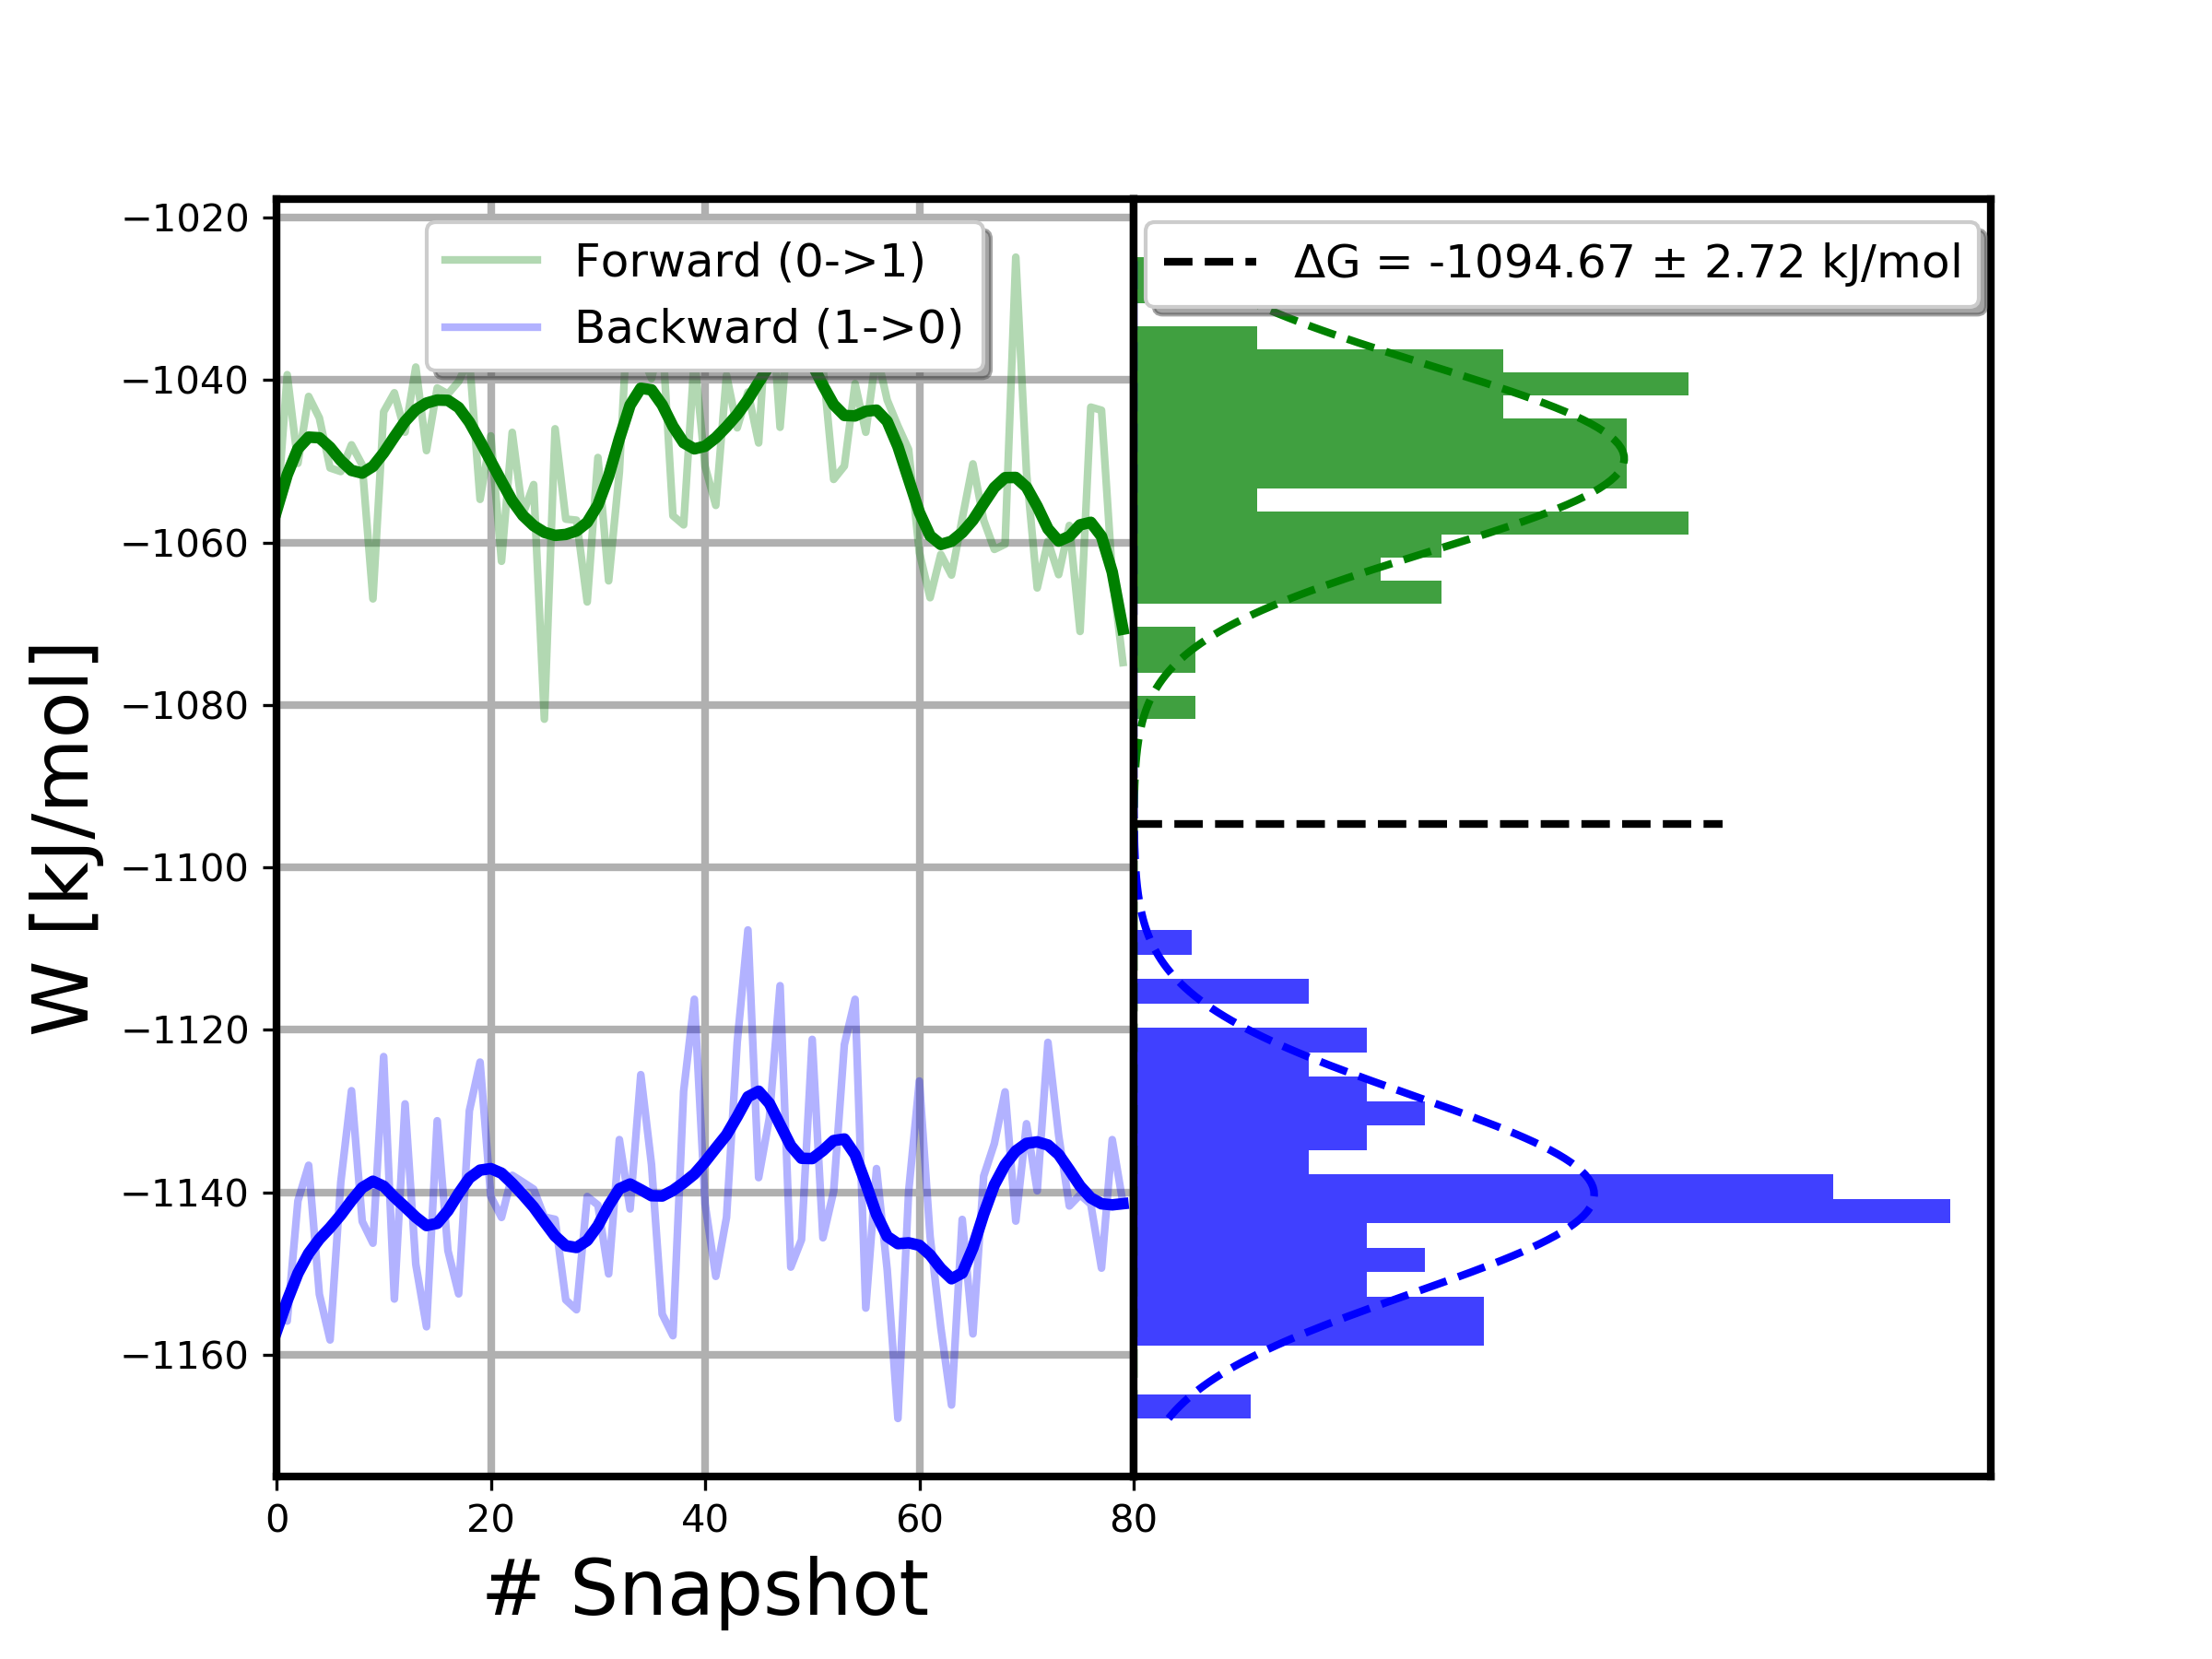 Forward (0->1)
Backward (1->0)
ΔG = -1094.67 ± 2.72 kJ/mol
W [kJ/mol]
−1020
−1040
−1060
−1080
−1100
−1120
−1140
−1160
0 20 40 60 80
# Snapshot